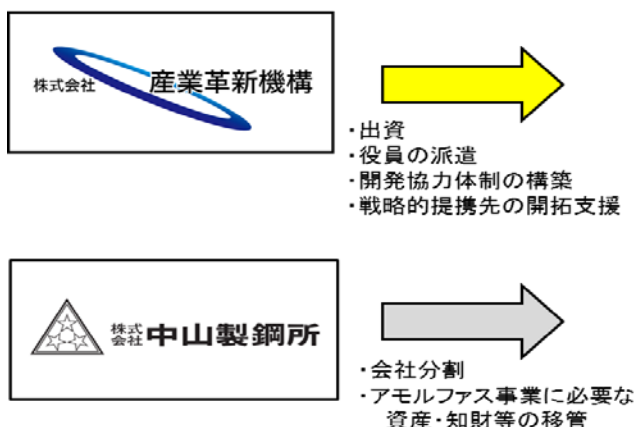 株式会社 産業革新機構
・出資
・役員の派遣
・開発協力体制の構築
・戦略的提携先の開拓支援
株式会社中山製鋼所
・会社分割
・アモルファス事業に必要な
資産・知財等の移管